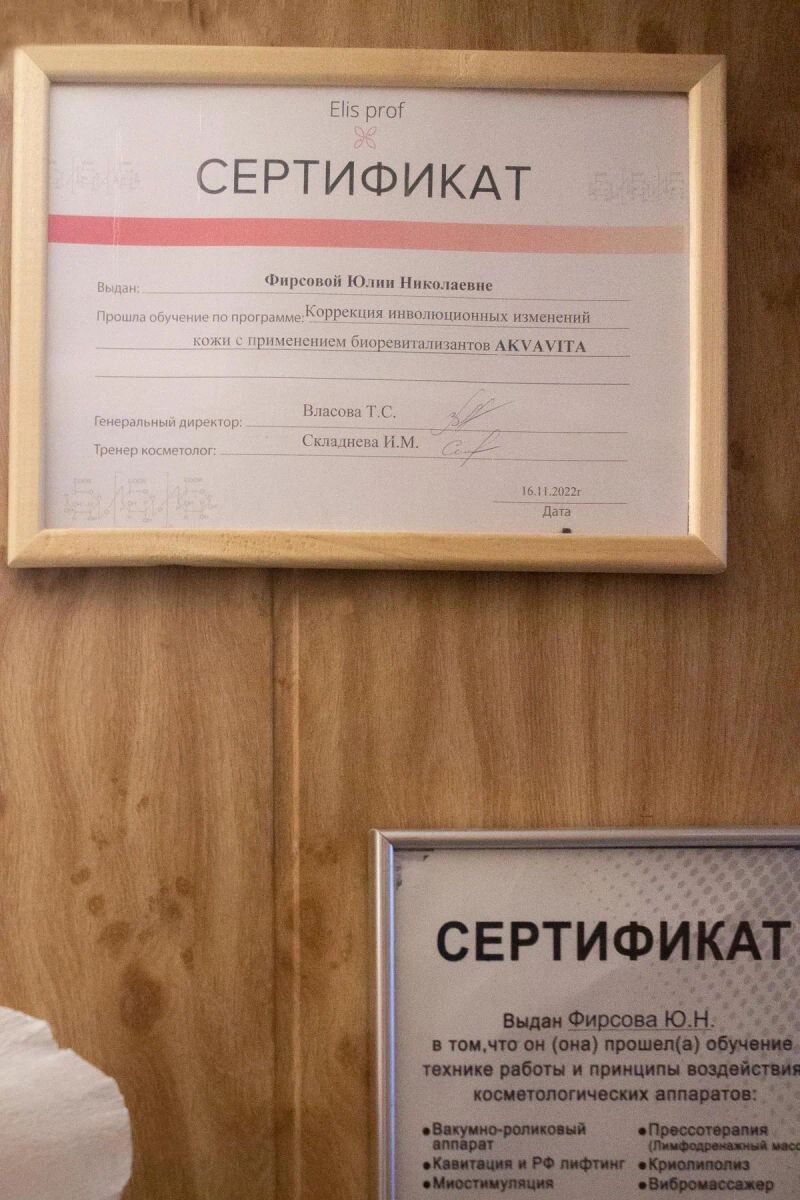 Elis prof
СЕРТИФИКАТ
Выдан: Фирсовой Юлии Николаевне
Прошла обучение по программе: Коррекция инволюционных изменений
кожи с применением биоревитализантов AKVAVITA
Генеральный директор: Власова Т.С.
Тренер косметолог: Складнева И.М.
16.11.2022г
Дата
СЕРТИФИКАТ
Выдан Фирсова Ю.Н.
в том,что он (она) прошел(а) обучение
технике работы и принципы воздействия
косметологических аппаратов:
•Вакумно-роликовый
аппарат
•Кавитация и РФ лифтинг
•Миостимуляция
•Прессотерапия
(Лимфодренажный масс
•Криолиполиз
•Вибромассажер